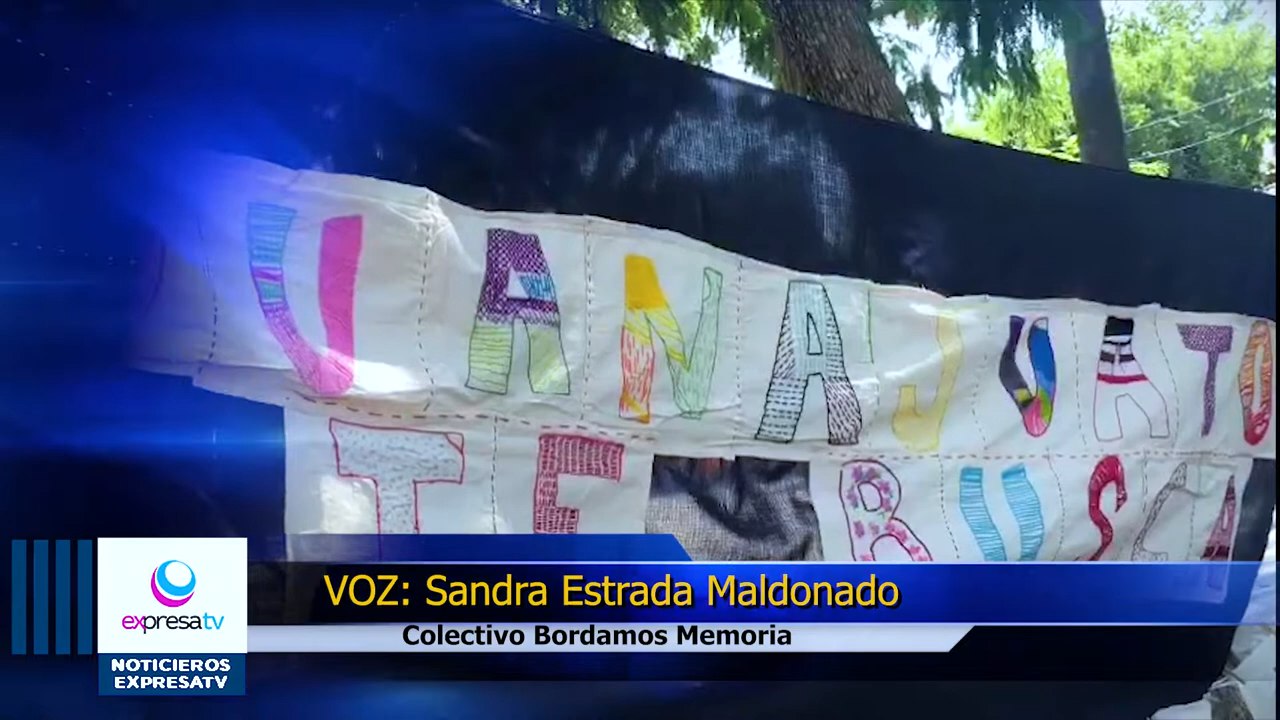 UANAJUATO
TE BUSCA
VOZ: Sandra Estrada Maldonado
Colectivo Bordamos Memoria
expresatv
NOTICIEROS
EXPRESATV